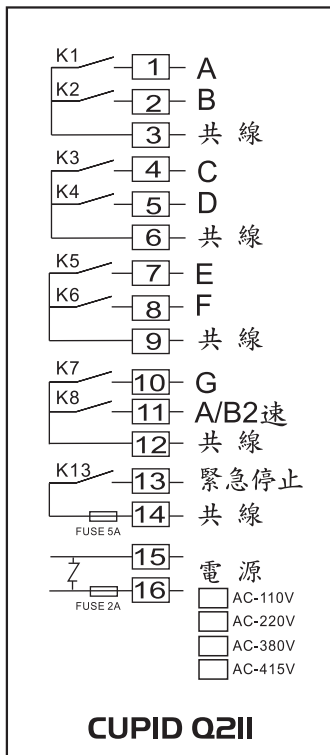 K1 1 A
K2 2 B
3 共線
K3 4 C
K4 5 D
6 共線
K5 7 E
K6 8 F
9 共線
K7 10 G
K8 11 A/B2速
12 共線
K13 13 緊急停止
14 共線
FUSE 5A
15
電源
16
FUSE 2A
AC-110V
AC-220V
AC-380V
AC-415V
CUPID Q211